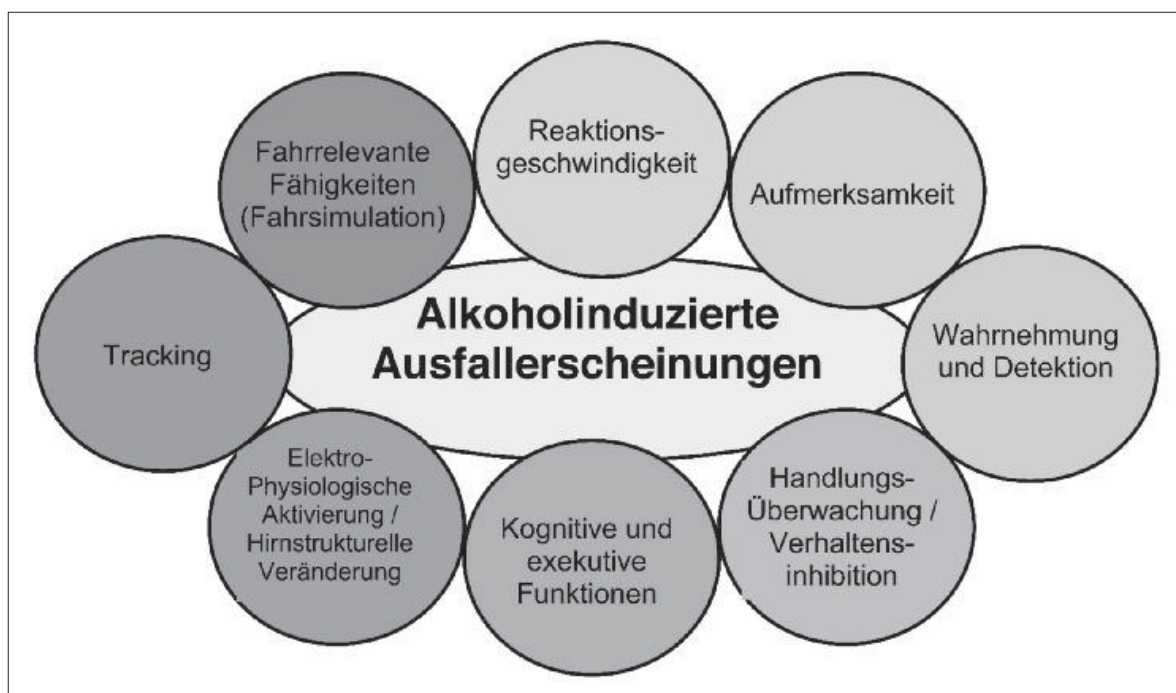 Fahrrelevante
Fähigkeiten
(Fahrsimulation)
Reaktions-
geschwindigkeit
Aufmerksamkeit
Tracking
Alkoholinduzierte
Ausfallerscheinungen
Wahrnehmung
und Detektion
Elektro-
Physiologische
Aktivierung /
Hirnstrukturelle
Veränderung
Kognitive und
exekutive
Funktionen
Handlungs-
Überwachung /
Verhaltens-
inhibition